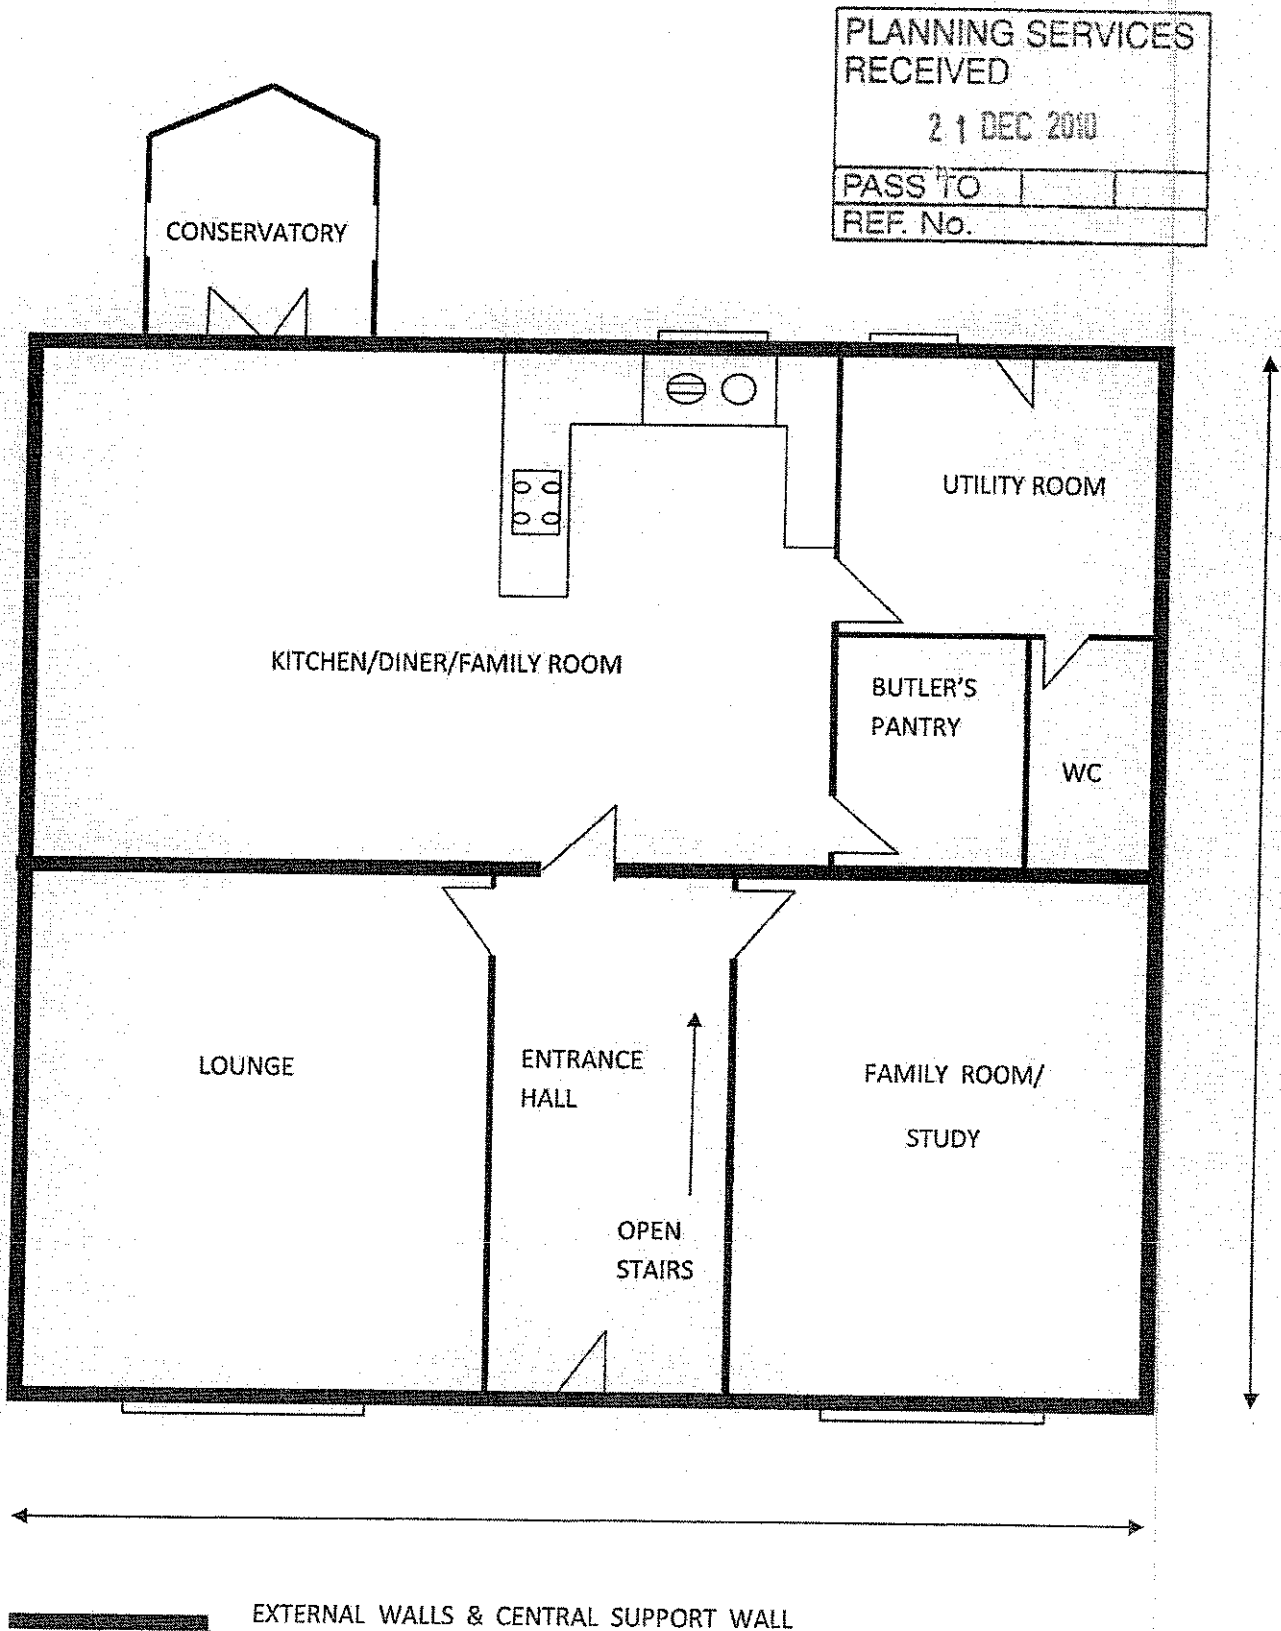 PLANNING SERVICES
RECEIVED
21 DEC 2010
PASS TO
REF. No.
CONSERVATORY
UTILITY ROOM
KITCHEN/DINER/FAMILY ROOM
BUTLER'S
PANTRY
WC
LOUNGE
ENTRANCE
HALL
FAMILY ROOM/
STUDY
OPEN
STAIRS
EXTERNAL WALLS & CENTRAL SUPPORT WALL